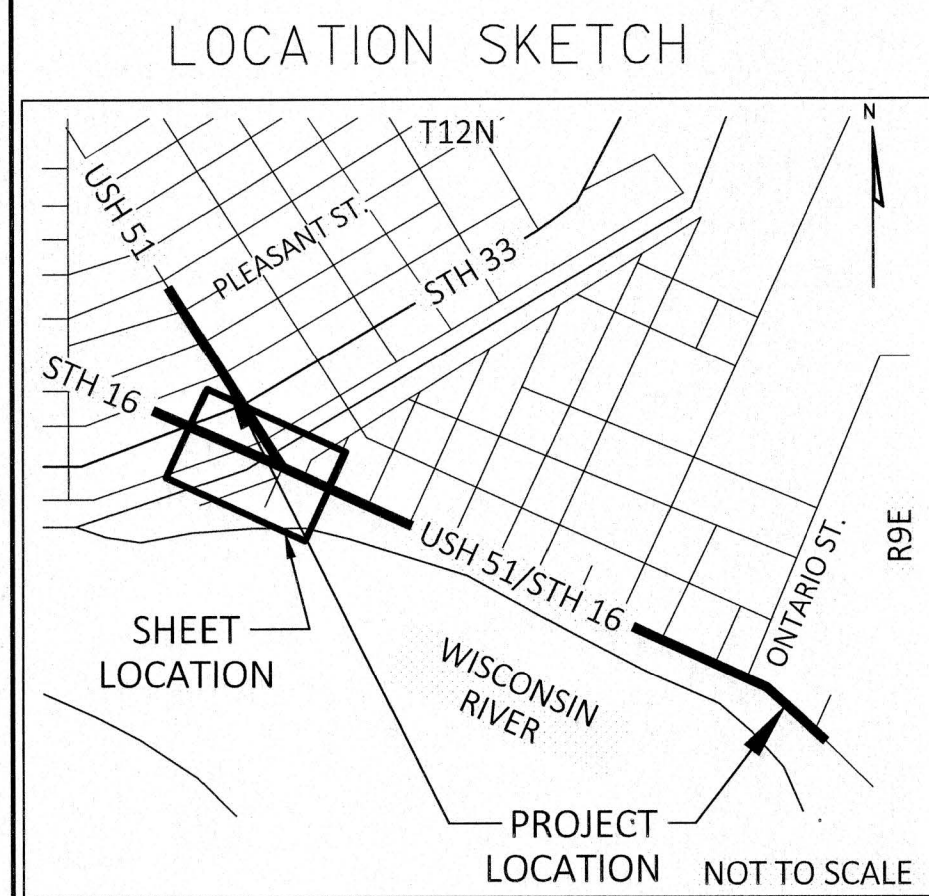 LOCATION SKETCH
T12N
N
USH 51
PLEASANT ST.
STH 33
STH 16
USH 51/STH 16
ONTARIO ST.
R9E
SHEET
LOCATION
WISCONSIN
RIVER
PROJECT
LOCATION
NOT TO SCALE